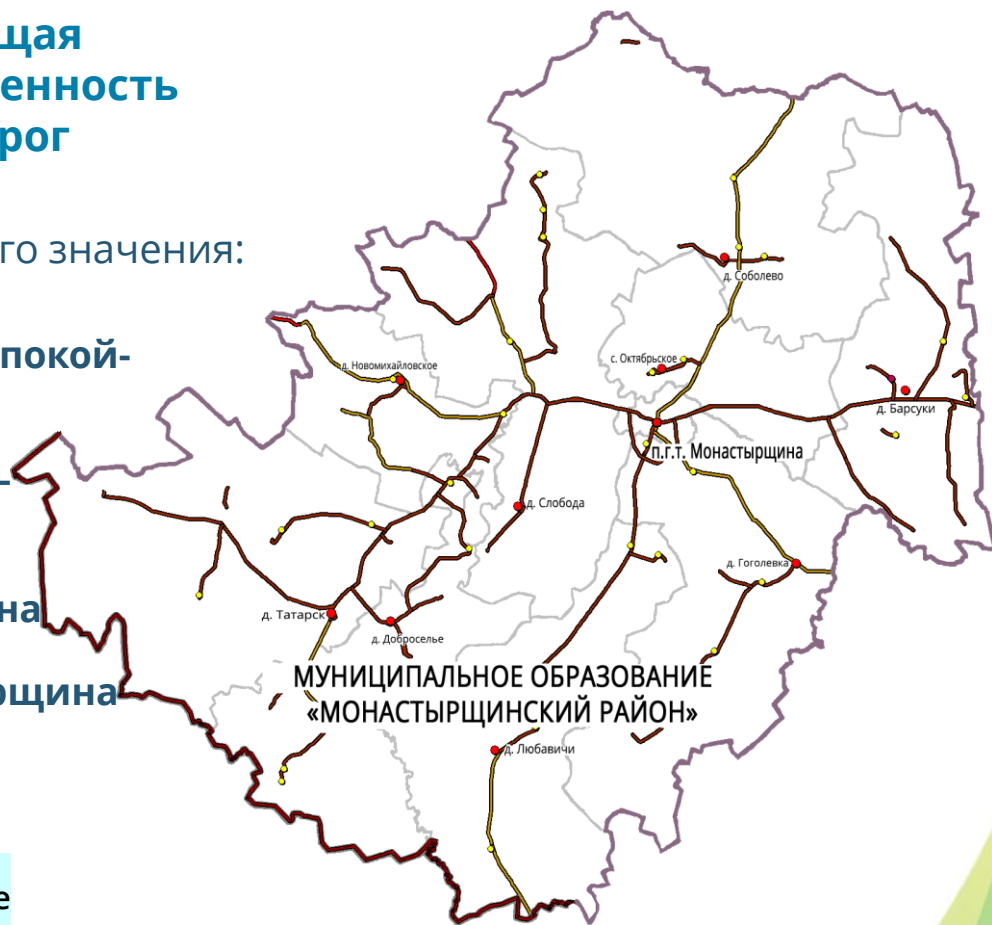 щая
енность
рог
го значения:
покой-
–
на
рщина
е
д. Соболево
с. Октябрьское
д. Новомихайловское
д. Барсуки
п.г.т. Монастырщина
д. Слобода
д. Гоголевка
д. Татарск
д. Доброселье
МУНИЦИПАЛЬНОЕ ОБРАЗОВАНИЕ
«МОНАСТЫРЩИНСКИЙ РАЙОН»
д. Любавичи